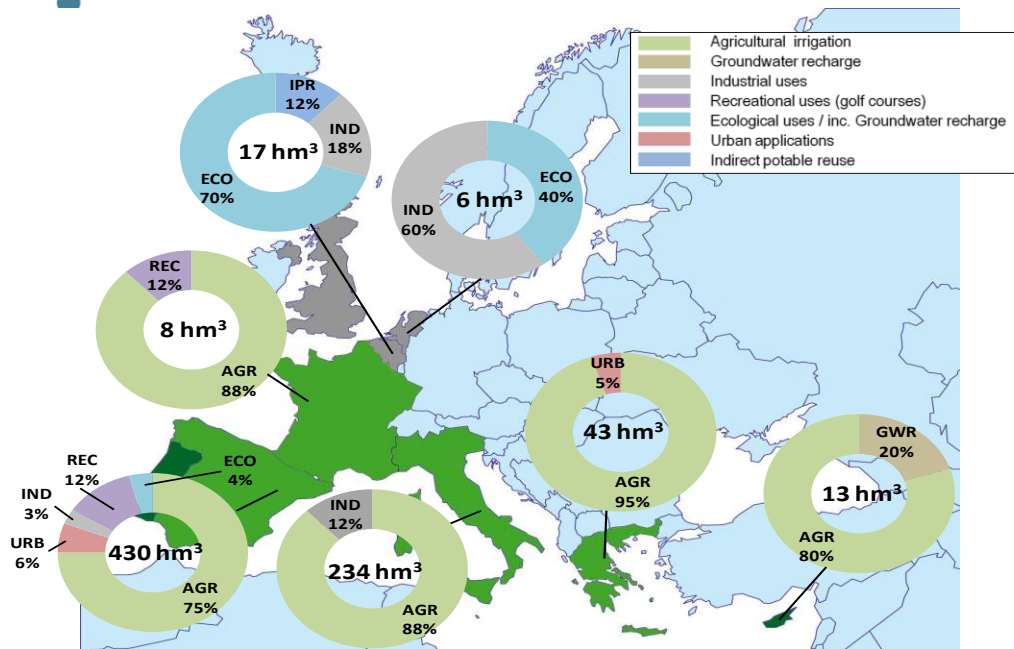 Agricultural irrigation
Groundwater recharge
Industrial uses
Recreational uses (golf courses)
Ecological uses / inc. Groundwater recharge
Urban applications
Indirect potable reuse
IPR
12%
IND
18%
17 hm³
ECO
70%
ECO
40%
6 hm³
IND
60%
REC
12%
8 hm³
AGR
88%
URB
5%
43 hm³
AGR
95%
GWR
20%
13 hm³
AGR
80%
REC
12%
ECO
4%
IND
3%
URB
6%
430 hm³
AGR
75%
IND
12%
234 hm³
AGR
88%